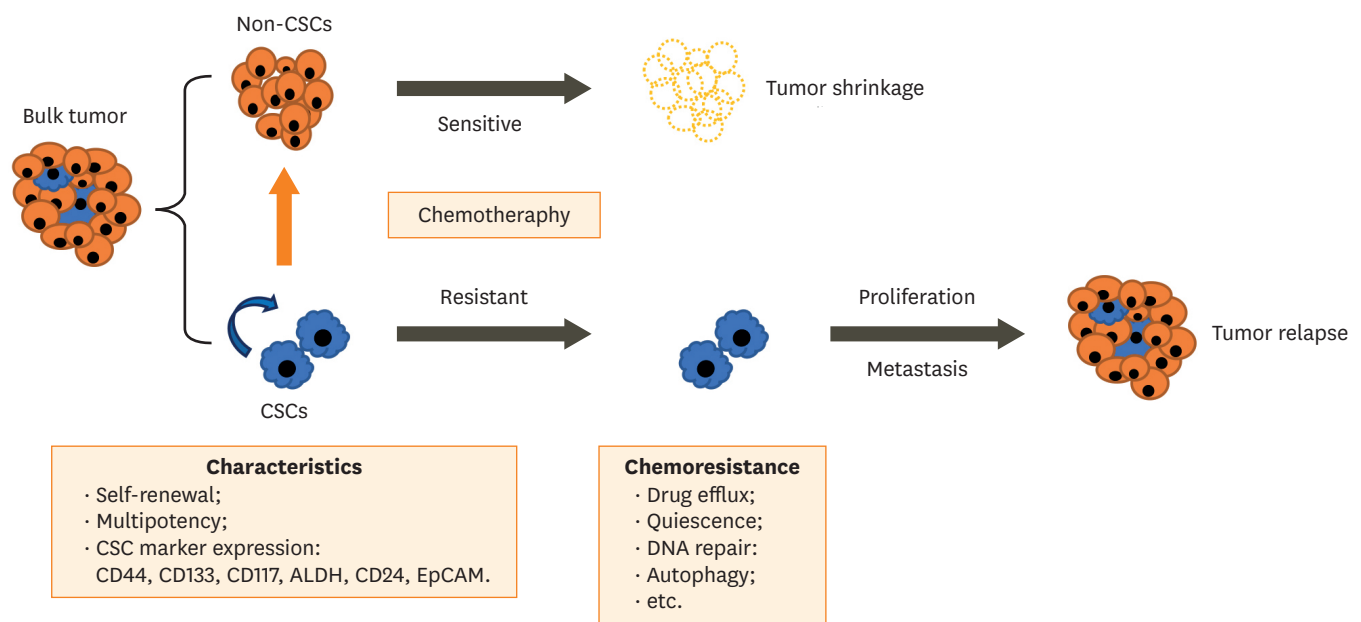 Non-CSCs
Bulk tumor
Sensitive
Tumor shrinkage
Chemotheraphy
Resistant
Proliferation
Metastasis
Tumor relapse
CSCs
Characteristics
· Self-renewal;
· Multipotency;
· CSC marker expression:
CD44, CD133, CD117, ALDH, CD24, EpCAM.
Chemoresistance
· Drug efflux;
· Quiescence;
· DNA repair:
· Autophagy;
· etc.